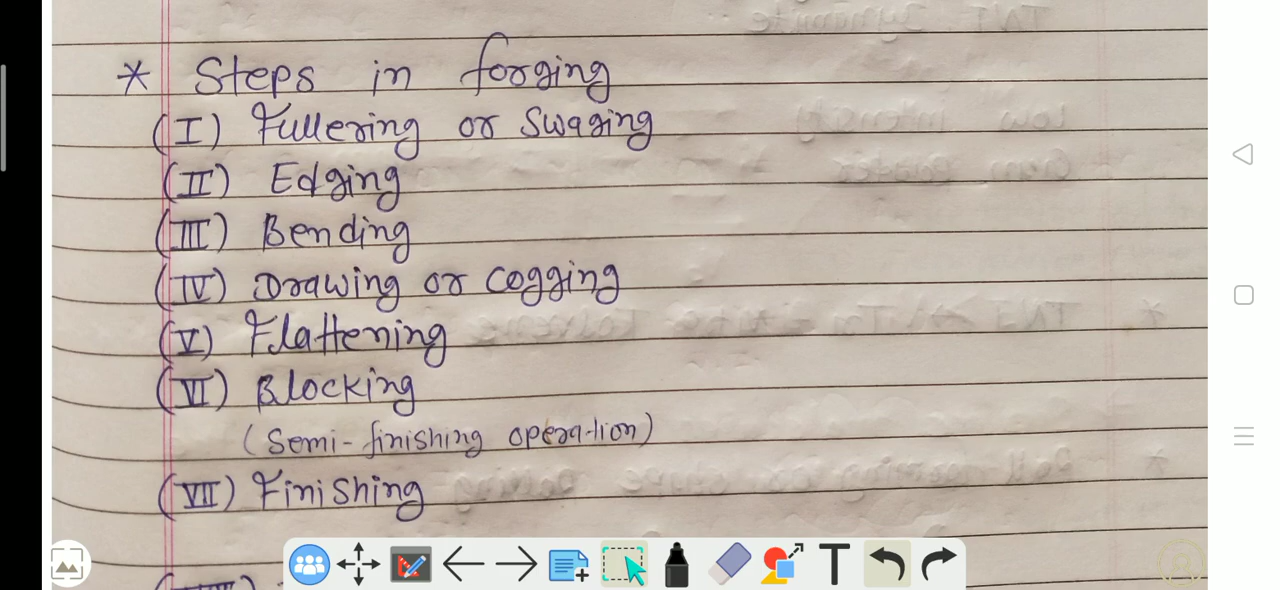 * Steps in forging
(I) Fullering or Swaging
(II) Edging
(III) Bending
(IV) Drawing or cogging
(V) Flattening
(VI) Blocking
(Semi-finishing operation)
(VII) Finishing
T